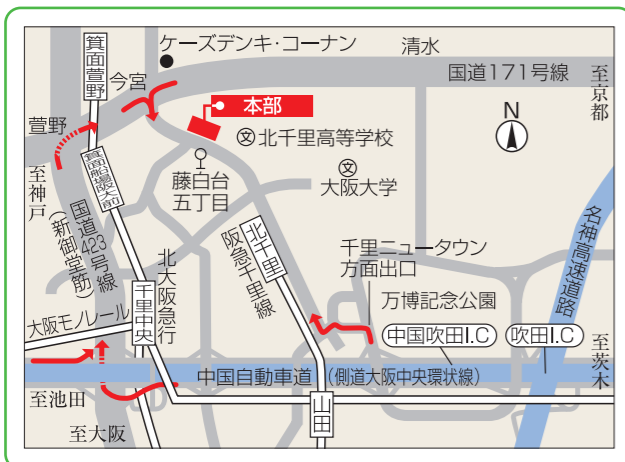 ケーズデンキ・コーナン
清水
国道171号線
至京都
箕面萱野
今宮
本部
N
萱野
文北千里高等学校
文
大阪大学
藤白台
五丁目
箕面船場阪大前
至神戸
国道423号線
(新御堂筋)
北千里
阪急千里線
千里ニュータウン
方面出口
名神高速道路
北大阪急行
千里中央
大阪モノレール
万博記念公園
中国吹田I.C
吹田I.C
至茨木
中国自動車道
(側道大阪中央環状線)
至池田
山田
至大阪